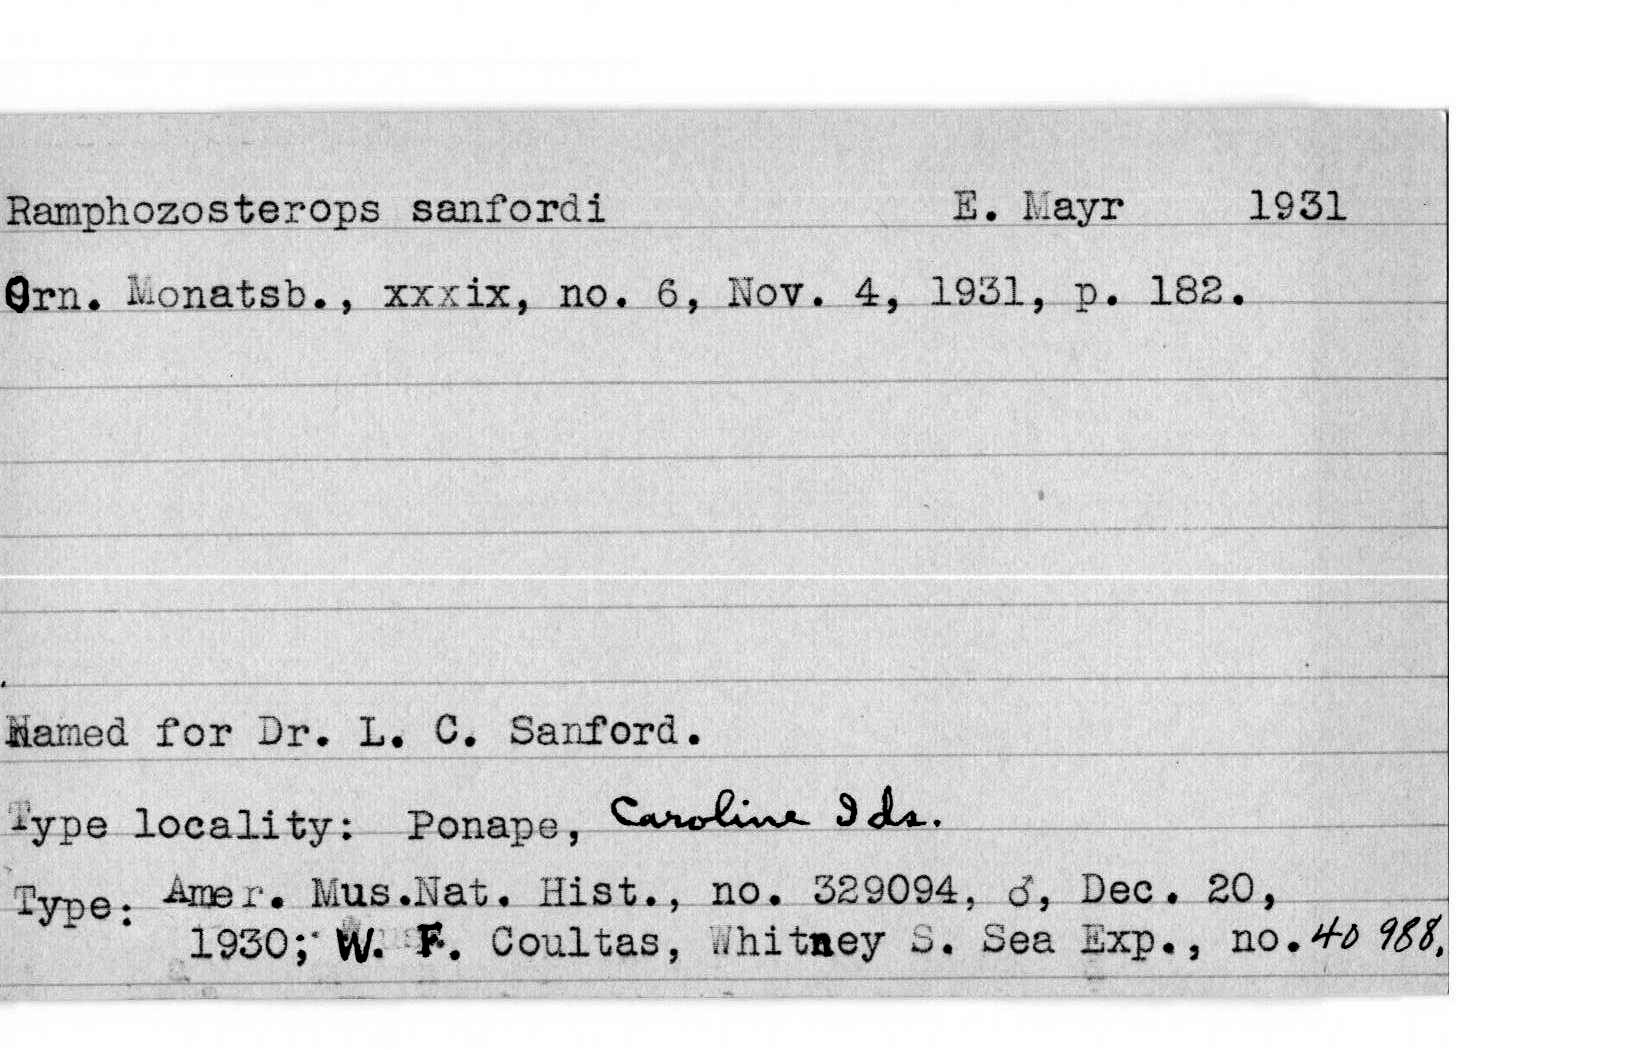 Ramphozosterops sanfordi E. Mayr 1931
Orn. Monatsb., xxxix, no. 6, Nov. 4, 1931, p. 182.
Named for Dr. L. C. Sanford.
Type locality: Ponape, Caroline Ids.
Type: Amer. Mus.Nat. Hist., no. 329094, ♂, Dec. 20,
1930; W. F. Coultas, Whitney S. Sea Exp., no. 40 988.